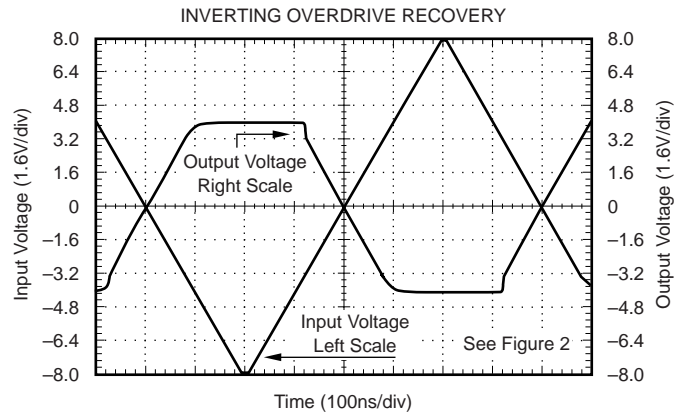 INVERTING OVERDRIVE RECOVERY
Input Voltage (1.6V/div)
8.0
6.4
4.8
3.2
1.6
0
–1.6
–3.2
–4.8
–6.4
–8.0
Output Voltage
Right Scale
Input Voltage
Left Scale
See Figure 2
8.0
6.4
4.8
3.2
1.6
0
–1.6
–3.2
–4.8
–6.4
–8.0
Output Voltage (1.6V/div)
Time (100ns/div)